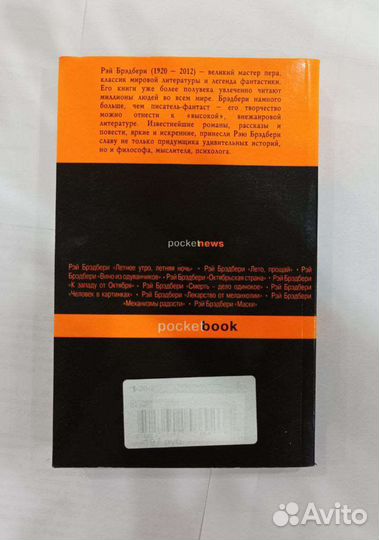 Рэй Брэдбери (1920 – 2012) – великий мастер пера,
классик мировой литературы и легенда фантастики.
Его книги уже более полувека увлеченно читают
миллионы людей во всем мире. Брэдбери намного
больше, чем писатель-фантаст – его творчество
можно отнести к «высокой», внежанровой
литературе. Известнейшие романы, рассказы и
повести, яркие и искренние, принесли Рэю Брэдбери
славу не только придумщика удивительных историй,
но и философа, мыслителя, психолога.
pocketnews
Рэй Брэдбери «Летнее утро, летняя ночь» • Рэй Брэдбери «Лето, прощай» • Рэй
Брэдбери «Вино из одуванчиков» • Рэй Брэдбери «Октябрьская страна» • Рэй Брэдбери
«К западу от Октября» • Рэй Брэдбери «Смерть – дело одинокое» • Рэй Брэдбери
«Человек в картинках» • Рэй Брэдбери «Лекарство от меланхолии» • Рэй Брэдбери
«Механизмы радости» • Рэй Брэдбери «Маски»
pocketbook
Avito